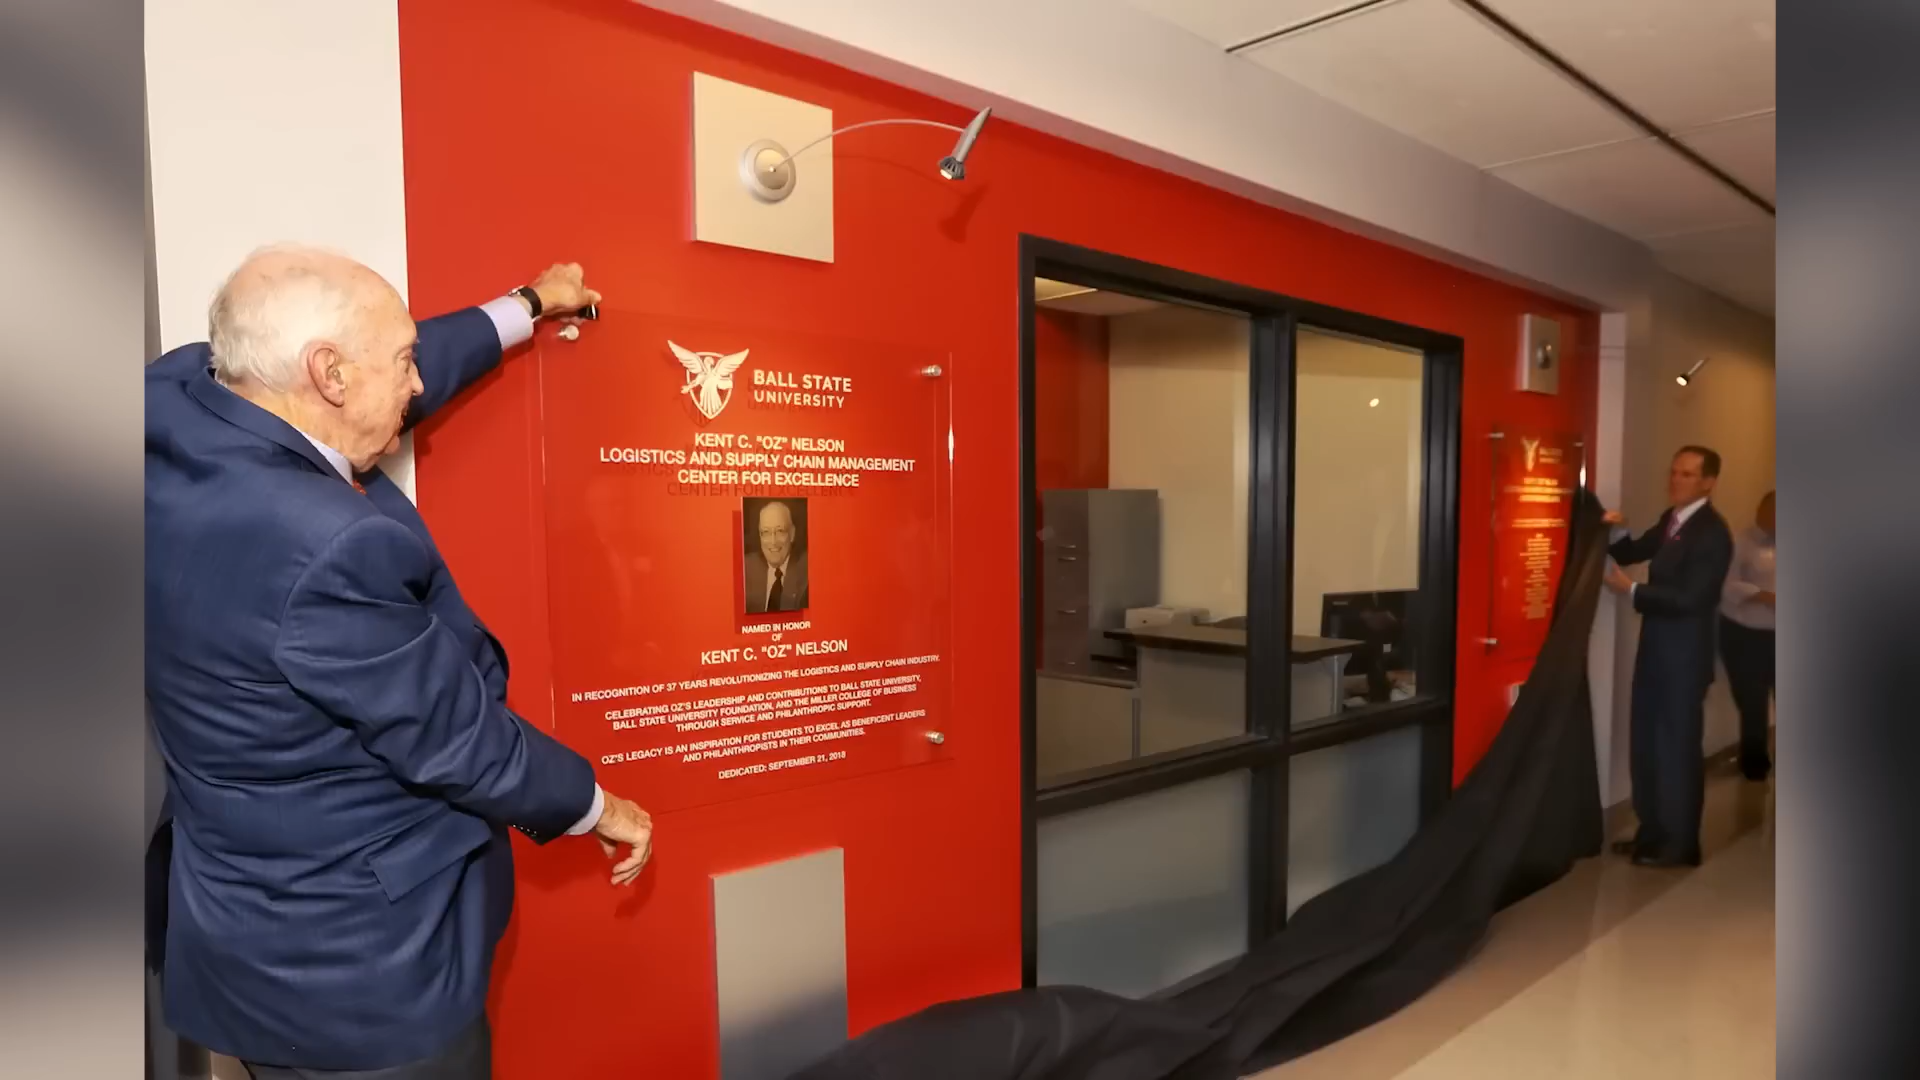 BALL STATE
UNIVERSITY
KENT C. "OZ" NELSON
LOGISTICS AND SUPPLY CHAIN MANAGEMENT
CENTER FOR EXCELLENCE
NAMED IN HONOR
OF
KENT C. "OZ" NELSON
IN RECOGNITION OF 37 YEARS REVOLUTIONIZING THE LOGISTICS AND SUPPLY CHAIN INDUSTRY.
CELEBRATING OZ'S LEADERSHIP AND CONTRIBUTIONS TO BALL STATE UNIVERSITY,
BALL STATE UNIVERSITY FOUNDATION, AND THE MILLER COLLEGE OF BUSINESS
THROUGH SERVICE AND PHILANTHROPIC SUPPORT.
OZ'S LEGACY IS AN INSPIRATION FOR STUDENTS TO EXCEL AS BENEFICENT LEADERS
AND PHILANTHROPISTS IN THEIR COMMUNITIES.
DEDICATED: SEPTEMBER 21, 2018